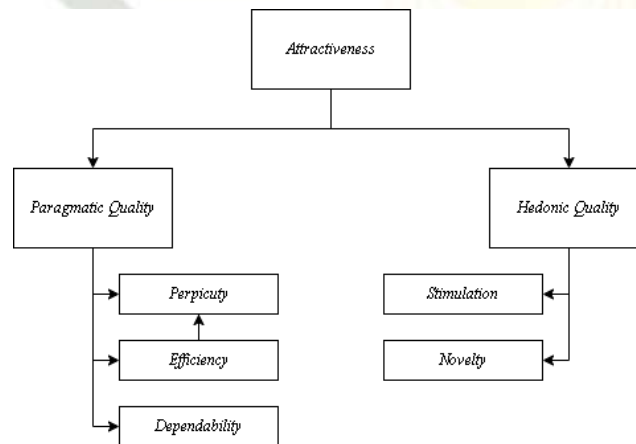 Attractiveness
Paragmatic Quality
Hedonic Quality
Perpicuty
Stimulation
Efficiency
Novelty
Dependability